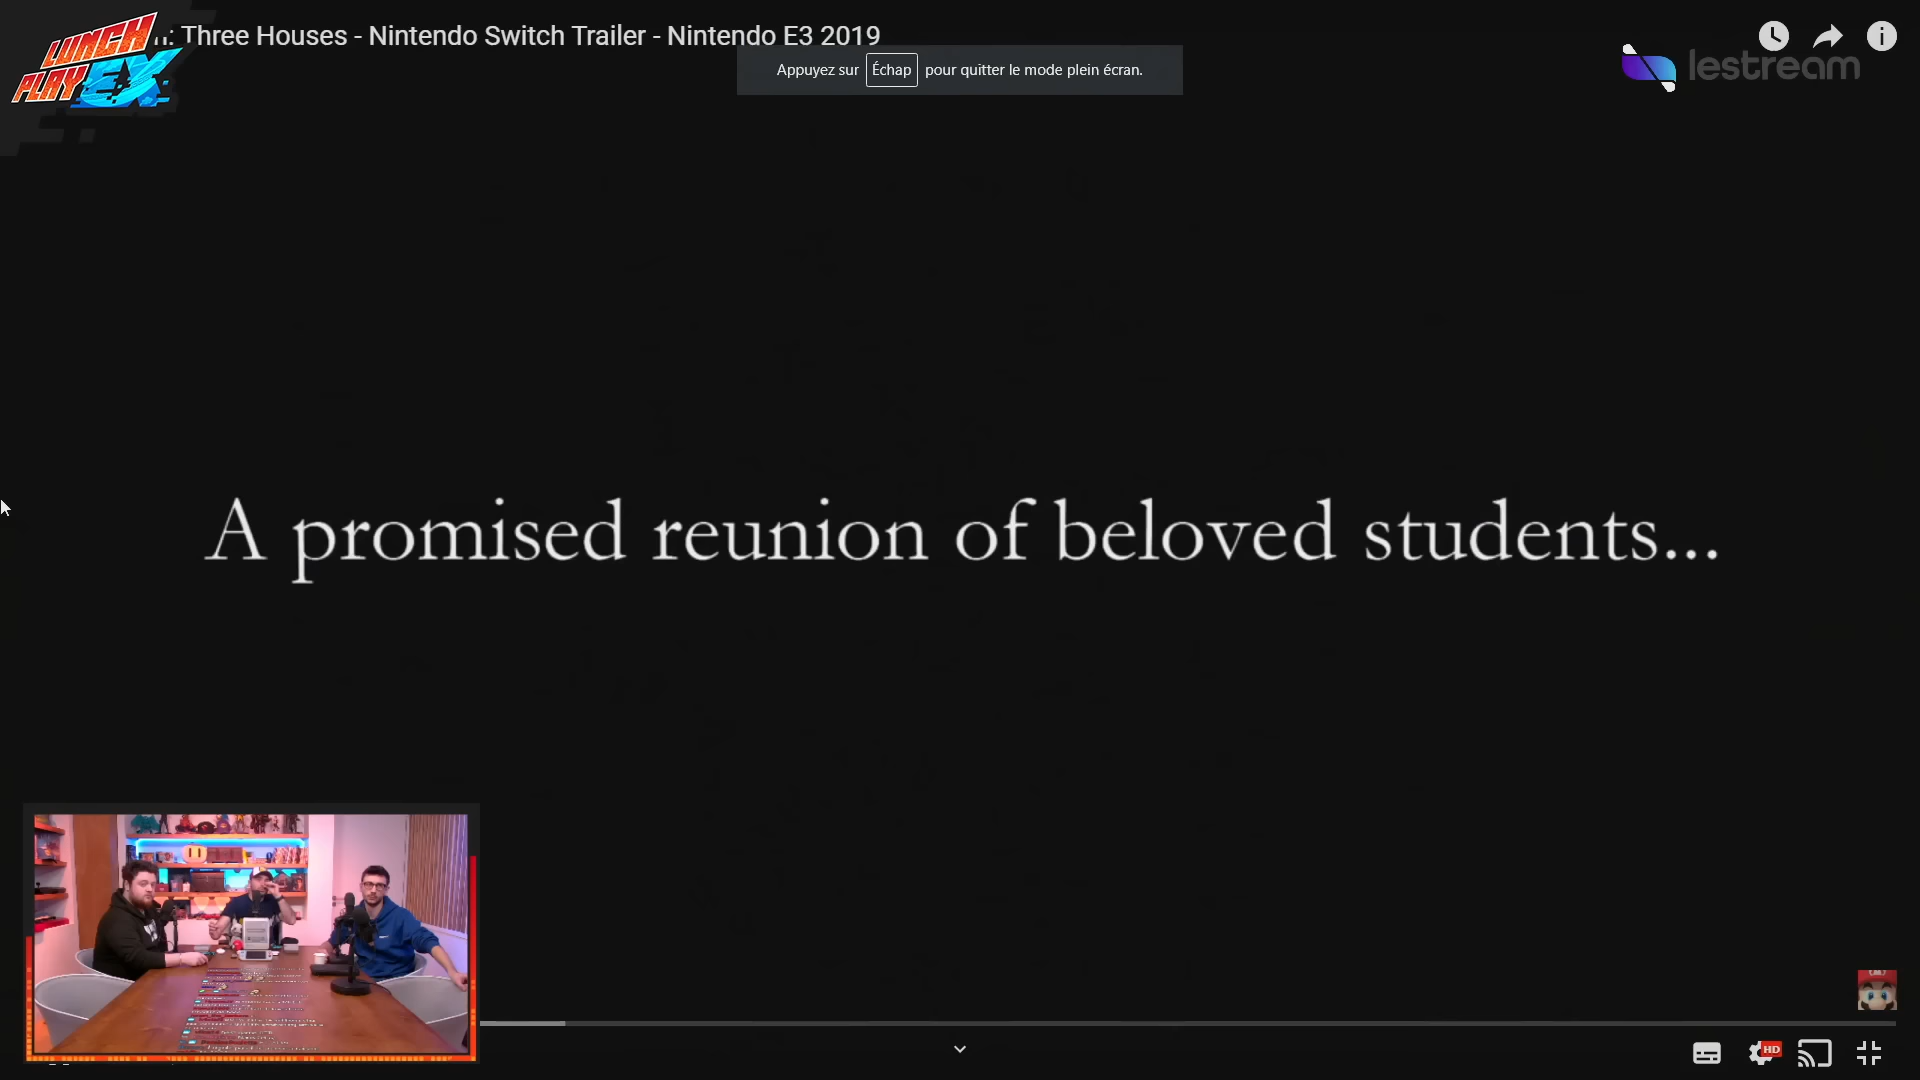 LUNCH
PLAY EX
n: Three Houses - Nintendo Switch Trailer - Nintendo E3 2019
Appuyez sur Échap pour quitter le mode plein écran.
lestream
A promised reunion of beloved students...
HD